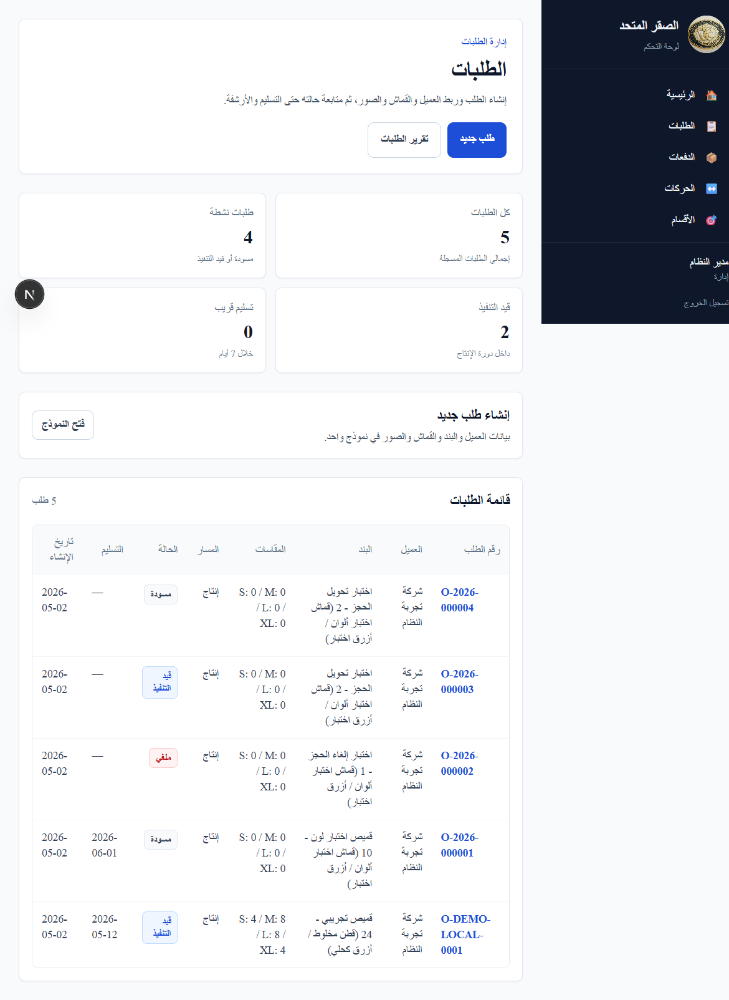 الصقر المتحد
لوحة التحكم
الرئيسية
الطلبات
الدفعات
الحركات
الأقسام
مدير النظام
إدارة
تسجيل الخروج
إدارة الطلبات
الطلبات
إنشاء الطلب وربط العميل والقماش والصور، ثم متابعة حالته حتى التسليم والأرشفة.
طلب جديد
تقرير الطلبات
كل الطلبات
5
إجمالي الطلبات المسجلة
طلبات نشطة
4
مسودة أو قيد التنفيذ
قيد التنفيذ
2
داخل دورة الإنتاج
تسليم قريب
0
خلال 7 أيام
N
إنشاء طلب جديد
بيانات العميل والبند والقماش والصور في نموذج واحد.
فتح النموذج
قائمة الطلبات
5 طلب
رقم الطلب
العميل
البند
المقاسات
المسار
الحالة
التسليم
تاريخ
الإنشاء
O-2026-
000004
شركة
تجربة
النظام
اختبار تحويل
الحجز - 2 (قماش
اختبار ألوان /
أزرق اختبار)
S: 0 / M: 0
/ L: 0 /
XL: 0
إنتاج
مسودة
—
2026-
05-02
O-2026-
000003
شركة
تجربة
النظام
اختبار تحويل
الحجز - 2 (قماش
اختبار ألوان /
أزرق اختبار)
S: 0 / M: 0
/ L: 0 /
XL: 0
إنتاج
قيد
التنفيذ
—
2026-
05-02
O-2026-
000002
شركة
تجربة
النظام
اختبار إلغاء الحجز
- 1 (قماش اختبار
ألوان / أزرق
اختبار)
S: 0 / M: 0
/ L: 0 /
XL: 0
إنتاج
ملغي
—
2026-
05-02
O-2026-
000001
شركة
تجربة
النظام
قميص اختبار لون -
10 (قماش اختبار
ألوان / أزرق
اختبار)
S: 0 / M: 0
/ L: 0 /
XL: 0
إنتاج
مسودة
2026-
06-01
2026-
05-02
O-DEMO-
LOCAL-
0001
شركة
تجربة
النظام
قميص تجريبي -
24 (قطن مخلوط /
أزرق كحلي)
S: 4 / M: 8
/ L: 8 /
XL: 4
إنتاج
قيد
التنفيذ
2026-
05-12
2026-
05-02